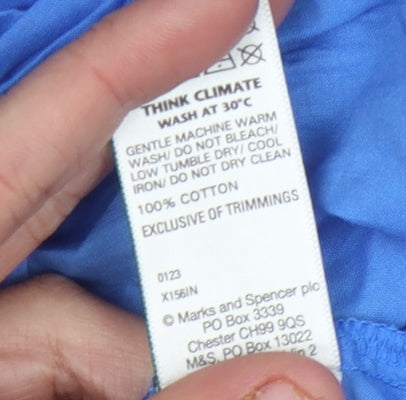 THINK CLIMATE
WASH AT 30°C
GENTLE MACHINE WARM
WASH/ DO NOT BLEACH/
LOW TUMBLE DRY/ COOL
IRON/ DO NOT DRY CLEAN
100% COTTON
EXCLUSIVE OF TRIMMINGS
0123
X156IN
© Marks and Spencer plc
PO Box 3339
Chester CH99 9QS
M&S, PO Box 13022
2